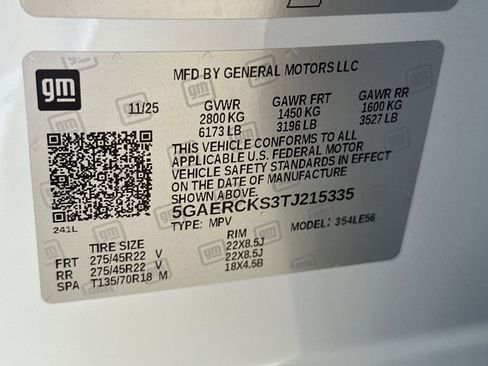 gm
MFD BY GENERAL MOTORS LLC
11/25 GVWR GAWR FRT GAWR RR
2800 KG 1450 KG 1600 KG
6173 LB 3196 LB 3527 LB
THIS VEHICLE CONFORMS TO ALL
APPLICABLE U.S. FEDERAL MOTOR
VEHICLE SAFETY STANDARDS IN EFFECT
ON THE DATE OF MANUFACTURE
SHOWN ABOVE.
5GAERCKS3TJ215335
TYPE: MPV MODEL: 354LE56
241L
TIRE SIZE RIM
FRT 275/45R22 V 22X8.5J
RR 275/45R22 V 22X8.5J
SPA T135/70R18 M 18X4.5B